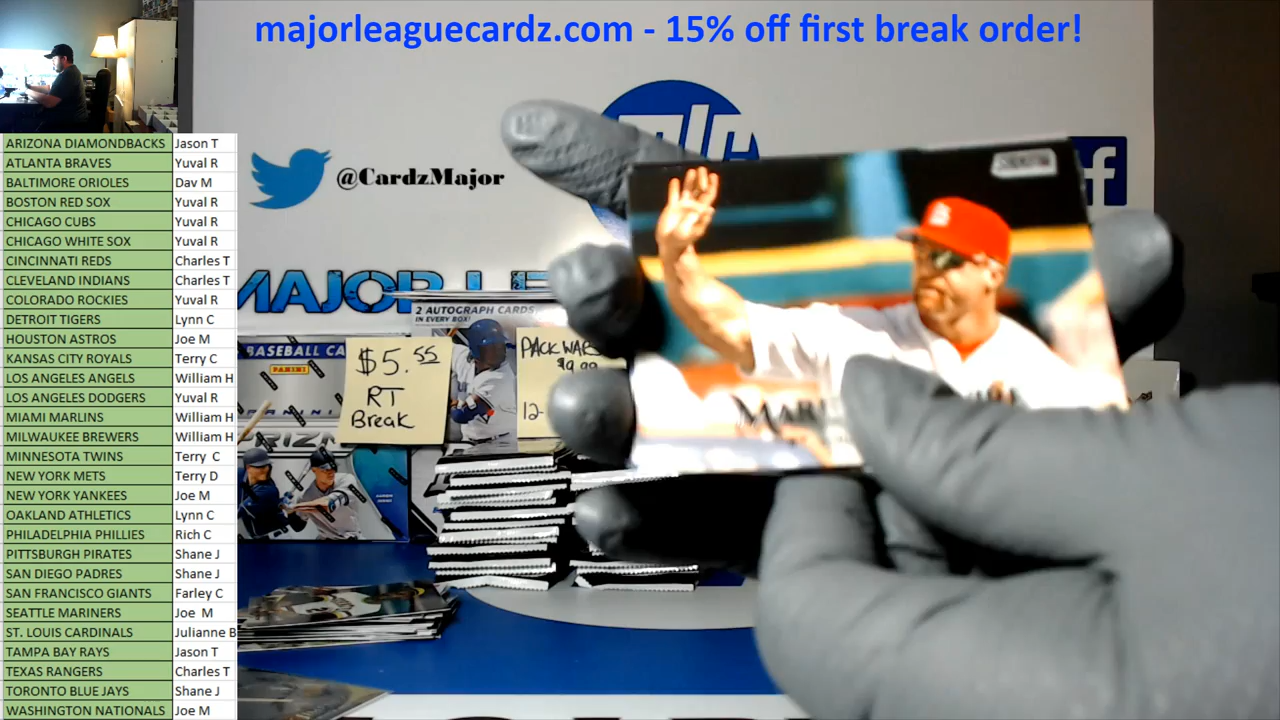 majorleaguecardz.com - 15% off first break order!
@CardzMajor
ARIZONA DIAMONDBACKS Jason T
ATLANTA BRAVES Yuval R
BALTIMORE ORIOLES Dav M
BOSTON RED SOX Yuval R
CHICAGO CUBS Yuval R
CHICAGO WHITE SOX Yuval R
CINCINNATI REDS Charles T
CLEVELAND INDIANS Charles T
COLORADO ROCKIES Yuval R
DETROIT TIGERS Lynn C
HOUSTON ASTROS Joe M
KANSAS CITY ROYALS Terry C
LOS ANGELES ANGELS William H
LOS ANGELES DODGERS Yuval R
MIAMI MARLINS William H
MILWAUKEE BREWERS William H
MINNESOTA TWINS Terry C
NEW YORK METS Terry D
NEW YORK YANKEES Joe M
OAKLAND ATHLETICS Lynn C
PHILADELPHIA PHILLIES Rich C
PITTSBURGH PIRATES Shane J
SAN DIEGO PADRES Shane J
SAN FRANCISCO GIANTS Farley C
SEATTLE MARINERS Joe M
ST. LOUIS CARDINALS Julianne B
TAMPA BAY RAYS Jason T
TEXAS RANGERS Charles T
TORONTO BLUE JAYS Shane J
WASHINGTON NATIONALS Joe M
MAJOR LE
2 AUTOGRAPH CARDS
IN EVERY BOX!
BASEBALL CA
PANINI
$5.55
RT
Break
PACK WARS
$9.99
12-
f